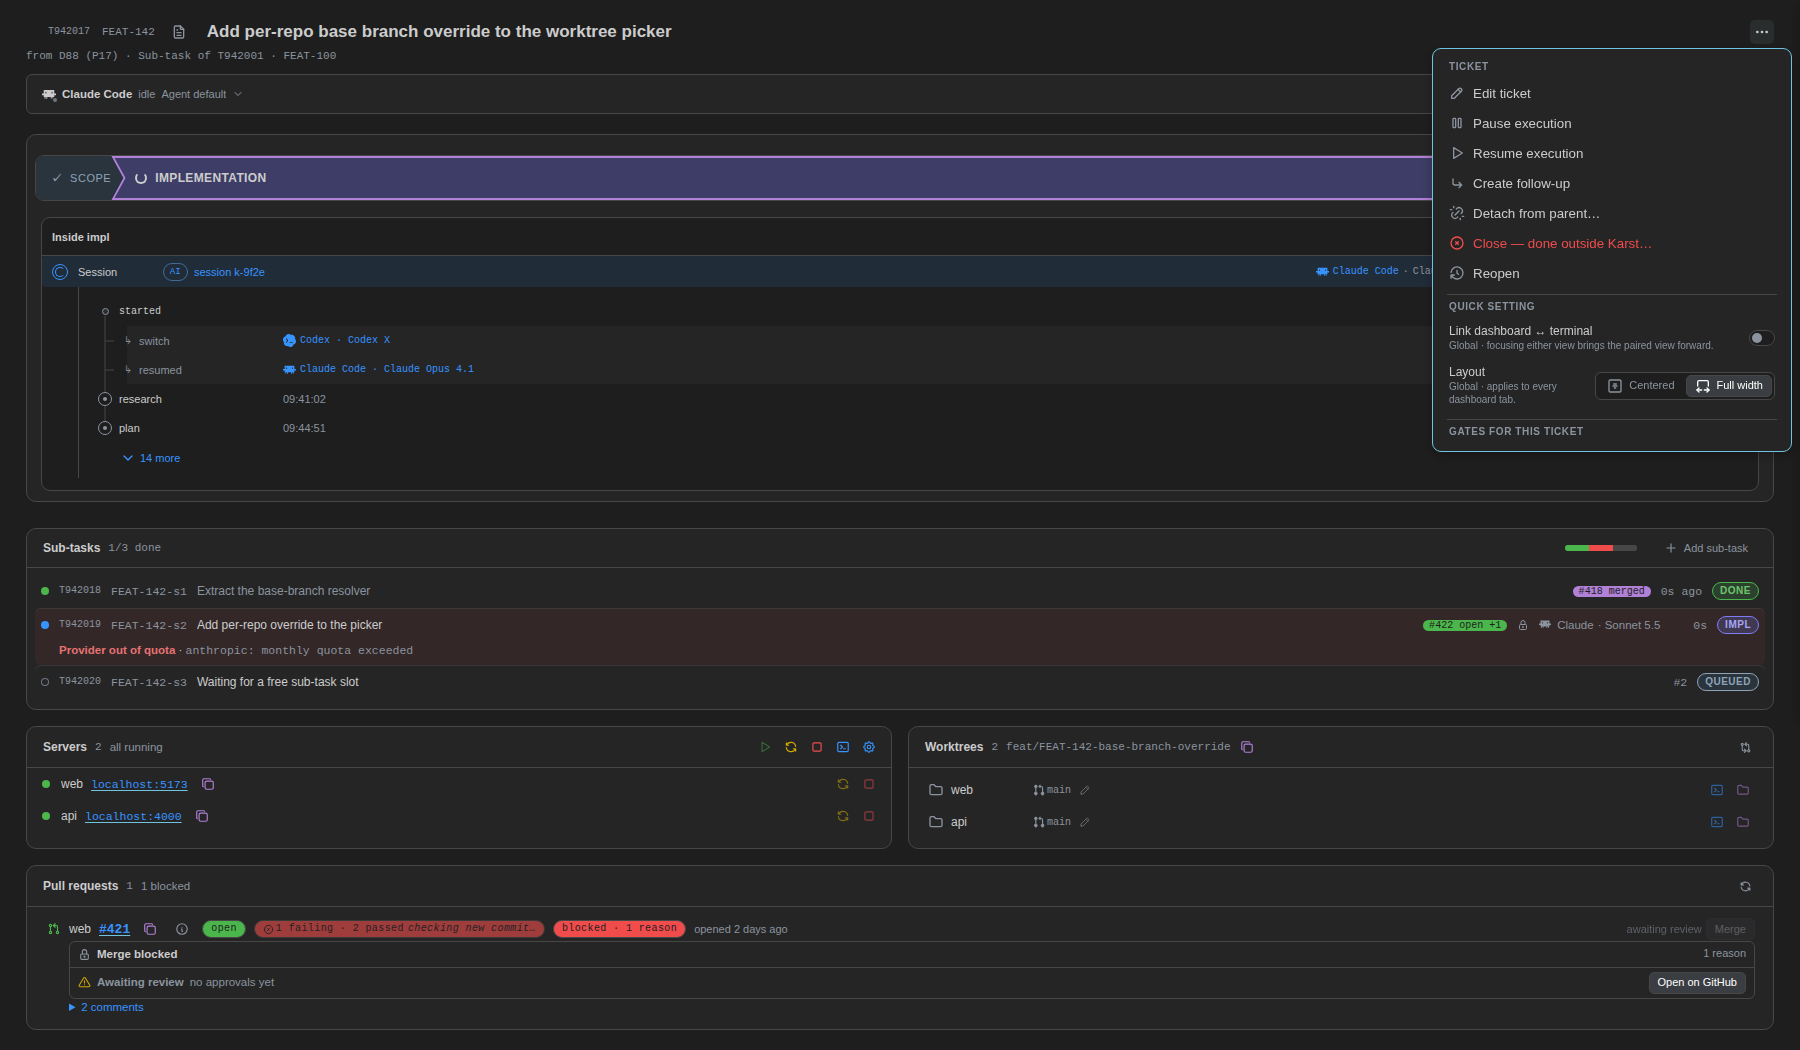 T942017 FEAT-142 Add per-repo base branch override to the worktree picker
from D88 (P17) · Sub-task of T942001 · FEAT-100
Claude Code idle Agent default
SCOPE
IMPLEMENTATION
Inside impl
Session AI session k-9f2e Claude Code ·
started
↳ switch Codex · Codex X
↳ resumed Claude Code · Claude Opus 4.1
research 09:41:02
plan 09:44:51
14 more
TICKET
Edit ticket
Pause execution
Resume execution
Create follow-up
Detach from parent…
Close — done outside Karst…
Reopen
QUICK SETTING
Link dashboard ↔ terminal
Global · focusing either view brings the paired view forward.
Layout
Global · applies to every
dashboard tab.
Centered Full width
GATES FOR THIS TICKET
Sub-tasks 1/3 done Add sub-task
T942018 FEAT-142-s1 Extract the base-branch resolver #418 merged 0s ago DONE
T942019 FEAT-142-s2 Add per-repo override to the picker #422 open +1 Claude · Sonnet 5.5 0s IMPL
Provider out of quota · anthropic: monthly quota exceeded
T942020 FEAT-142-s3 Waiting for a free sub-task slot #2 QUEUED
Servers 2 all running
web localhost:5173
api localhost:4000
Worktrees 2 feat/FEAT-142-base-branch-override
web main
api main
Pull requests 1 1 blocked
web #421 open 1 failing · 2 passed checking new commit… blocked · 1 reason opened 2 days ago awaiting review Merge
Merge blocked 1 reason
Awaiting review no approvals yet Open on GitHub
2 comments